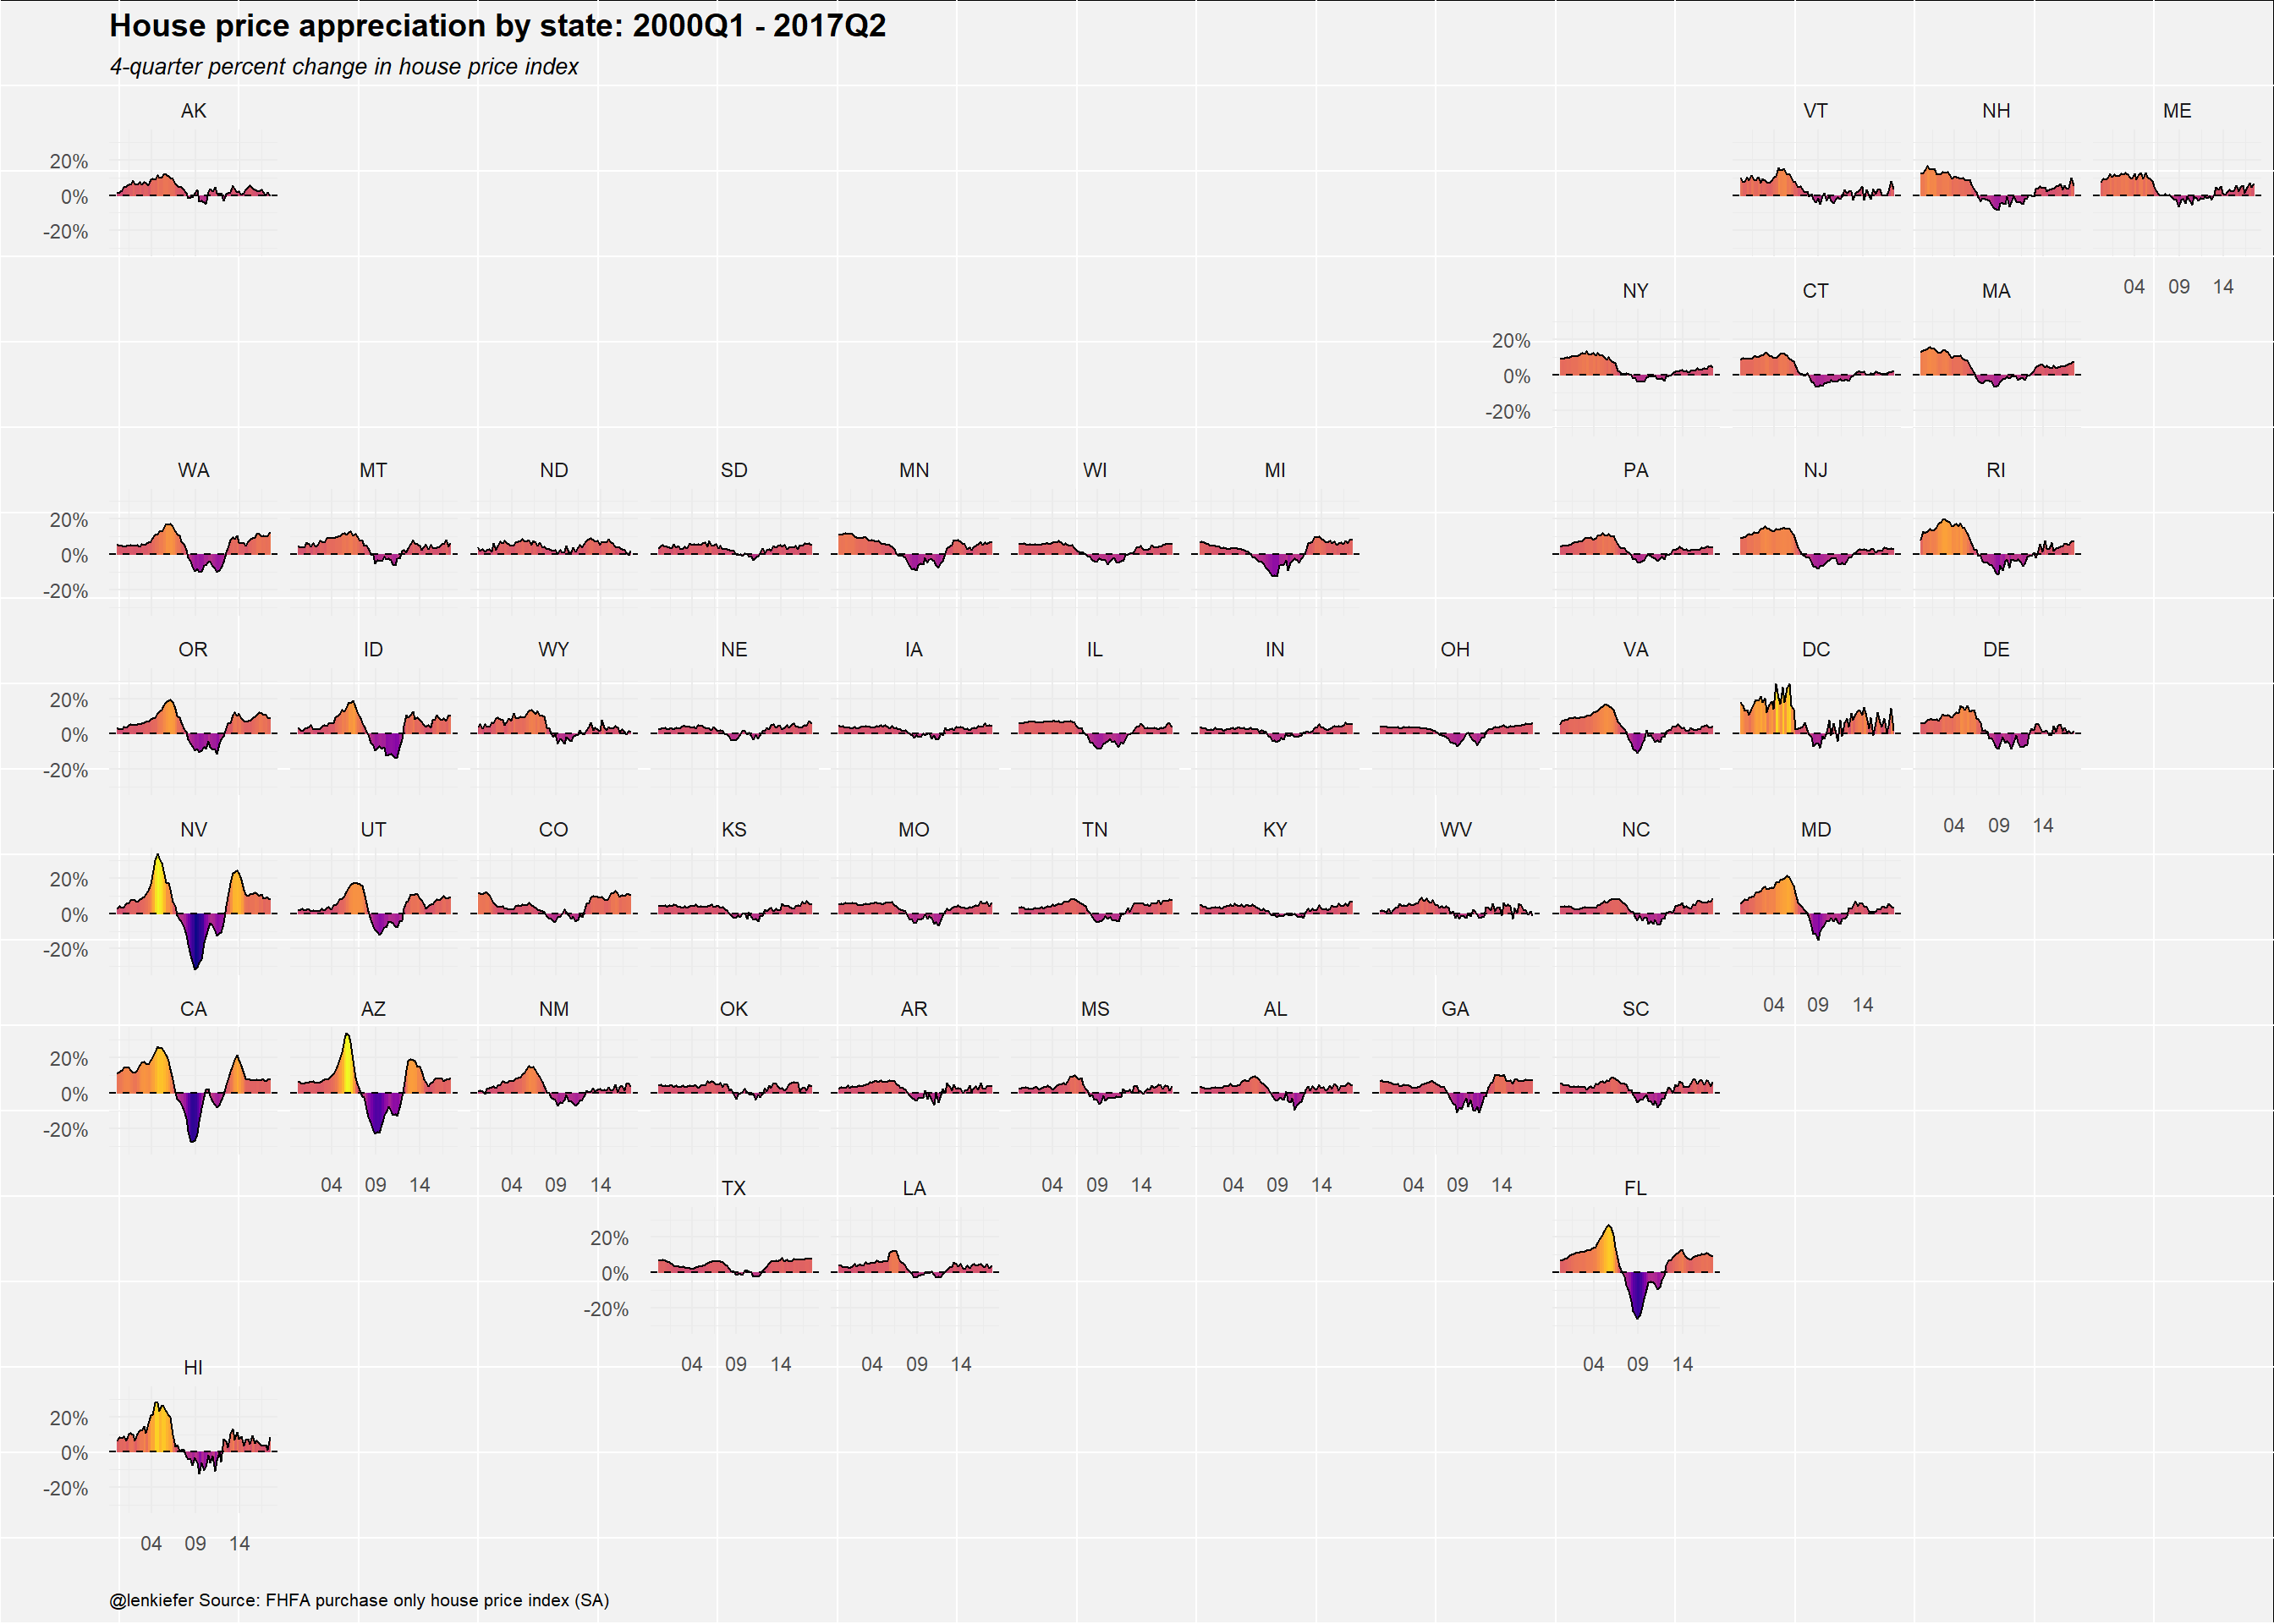 House price appreciation by state: 2000Q1 - 2017Q2
4-quarter percent change in house price index
AK VT NH ME
20%
0%
-20%
04 09 14
NY CT MA
20%
0%
-20%
WA MT ND SD MN WI MI PA NJ RI
20%
0%
-20%
OR ID WY NE IA IL IN OH VA DC DE
20%
0%
-20%
04 09 14
NV UT CO KS MO TN KY WV NC MD
20%
0%
-20%
04 09 14
CA AZ NM OK AR MS AL GA SC
20%
0%
-20%
04 09 14 04 09 14 04 09 14 04 09 14 04 09 14
TX LA FL
20%
0%
-20%
04 09 14 04 09 14 04 09 14
HI
20%
0%
-20%
04 09 14
@lenkiefer Source: FHFA purchase only house price index (SA)